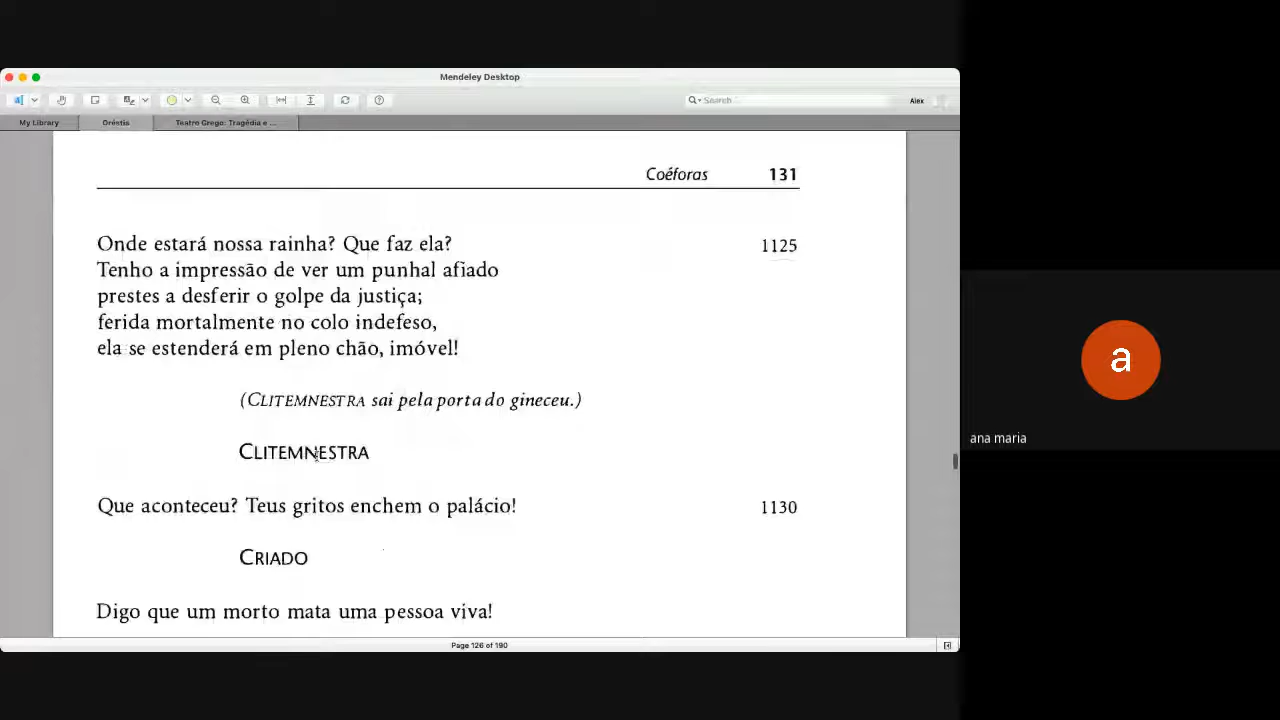 Mendeley Desktop
Search...
Alex
My Library
Oréstis
Teatro Grego: Tragédia e ...
Coéforas 131
Onde estará nossa rainha? Que faz ela? 1125
Tenho a impressão de ver um punhal afiado
prestes a desferir o golpe da justiça;
ferida mortalmente no colo indefeso,
ela se estenderá em pleno chão, imóvel!
(CLITEMNESTRA sai pela porta do gineceu.)
CLITEMNESTRA
Que aconteceu? Teus gritos enchem o palácio! 1130
CRIADO
Digo que um morto mata uma pessoa viva!
Page 126 of 190
a
ana maria